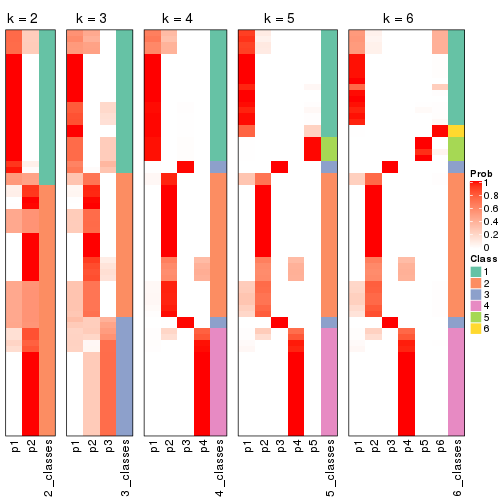 k = 2
k = 3
k = 4
k = 5
k = 6
Prob
1
0.8
0.6
0.4
0.2
0
Class
1
2
3
4
5
6
p1
p2
2_classes
p1
p2
p3
3_classes
p1
p2
p3
p4
4_classes
p1
p2
p3
p4
p5
5_classes
p1
p2
p3
p4
p5
p6
6_classes